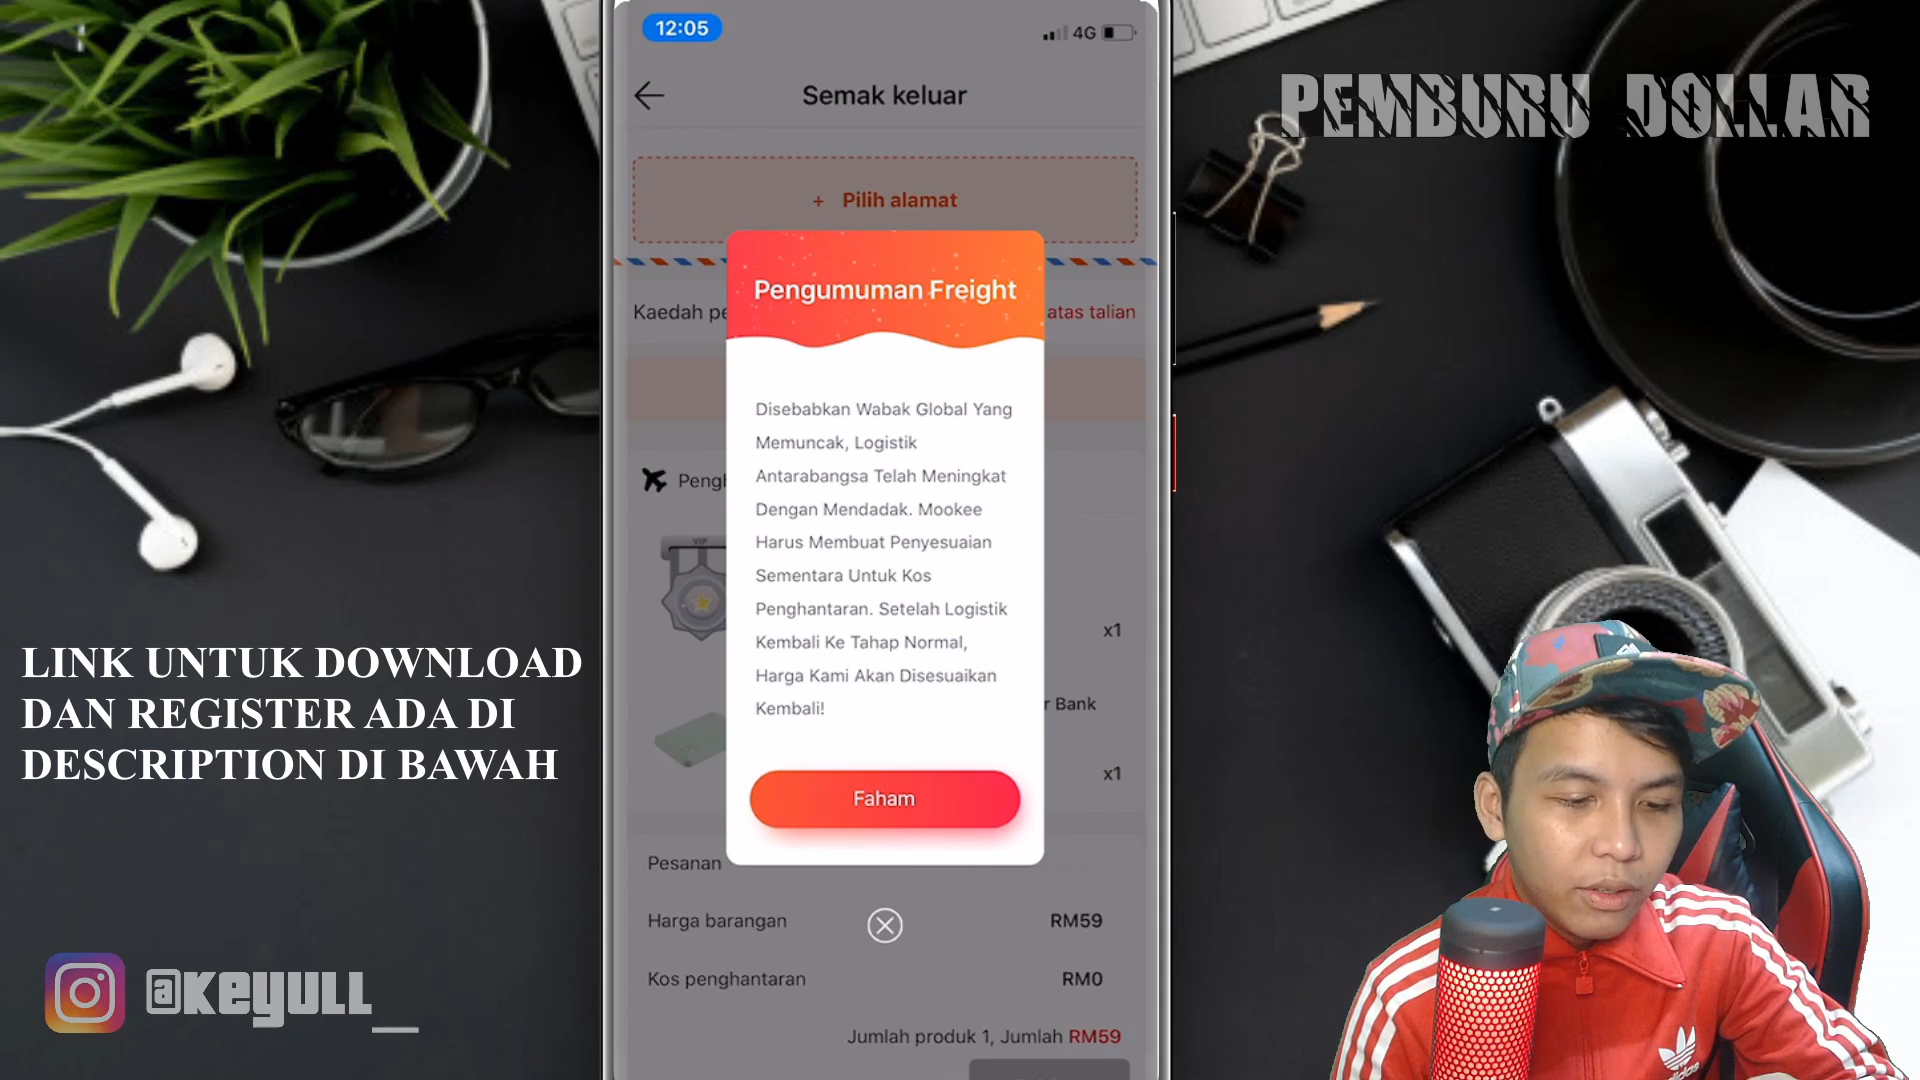 12:05
4G
Semak keluar
PEMBURU DOLLAR
+ Pilih alamat
Pengumuman Freight
atas talian
Disebabkan Wabak Global Yang
Memuncak, Logistik
Antarabangsa Telah Meningkat
Dengan Mendadak. Mookee
Harus Membuat Penyesuaian
Sementara Untuk Kos
Penghantaran. Setelah Logistik
Kembali Ke Tahap Normal,
Harga Kami Akan Disesuaikan
Kembali!
Kaedah
VIP
x1
Bank
x1
LINK UNTUK DOWNLOAD
DAN REGISTER ADA DI
DESCRIPTION DI BAWAH
Faham
Pesanan
Harga barangan RM59
Kos penghantaran RM0
Jumlah produk 1, Jumlah RM59
@KEYULL__
adidas